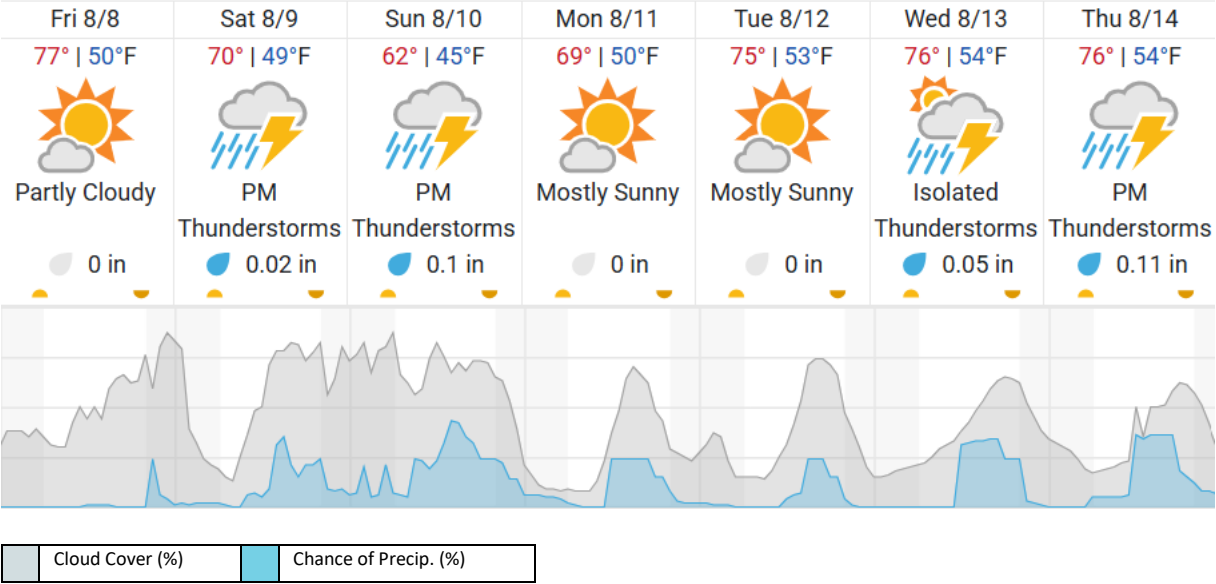 Fri 8/8 Sat 8/9 Sun 8/10 Mon 8/11 Tue 8/12 Wed 8/13 Thu 8/14
77° | 50°F 70° | 49°F 62° | 45°F 69° | 50°F 75° | 53°F 76° | 54°F 76° | 54°F
Partly Cloudy PM PM Mostly Sunny Mostly Sunny Isolated PM
Thunderstorms Thunderstorms Thunderstorms Thunderstorms
0 in 0.02 in 0.1 in 0 in 0 in 0.05 in 0.11 in
Cloud Cover (%) Chance of Precip. (%)